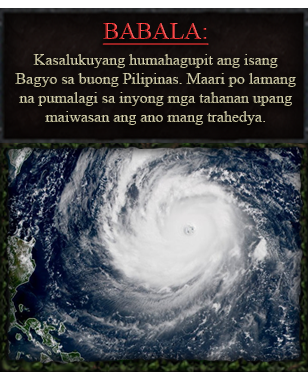 BABALA:
Kasalukuyang humahagupit ang isang
Bagyo sa buong Pilipinas. Maari po lamang
na pumalagi sa inyong mga tahanan upang
maiwasan ang ano mang trahedya.